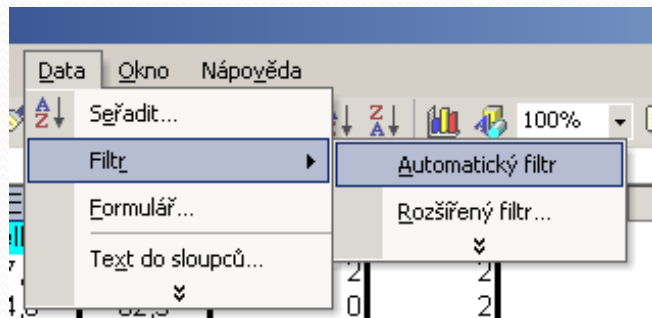 Data Okno Nápověda
Seřadit...
100%
Filtr
Automatický filtr
Formulář...
Rozšířený filtr...
Text do sloupců...
2 2
0 2